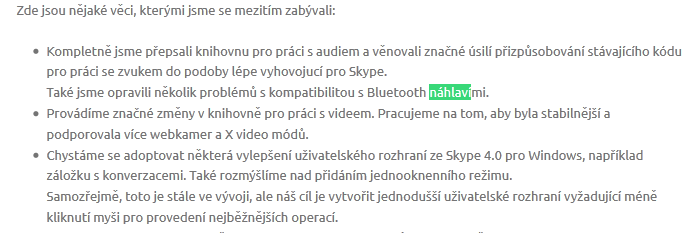 Zde jsou nějaké věci, kterými jsme se mezitím zabývali:
Kompletně jsme přepsali knihovnu pro práci s audiem a věnovali značné úsilí přizpůsobování stávajícího kódu
pro práci se zvukem do podoby lépe vyhovující pro Skype.
Také jsme opravili několik problémů s kompatibilitou s Bluetooth náhlavími.
Provádíme značné změny v knihovně pro práci s videem. Pracujeme na tom, aby byla stabilnější a
podporovala více webkamer a X video módů.
Chystáme se adoptovat některá vylepšení uživatelského rozhraní ze Skype 4.0 pro Windows, například
záložku s konverzacemi. Také rozmýšlíme nad přidáním jednooknenního režimu.
Samozřejmě, toto je stále ve vývoji, ale náš cíl je vytvořit jednodušší uživatelské rozhraní vyžadující méně
kliknutí myši pro provedení nejběžnějších operací.